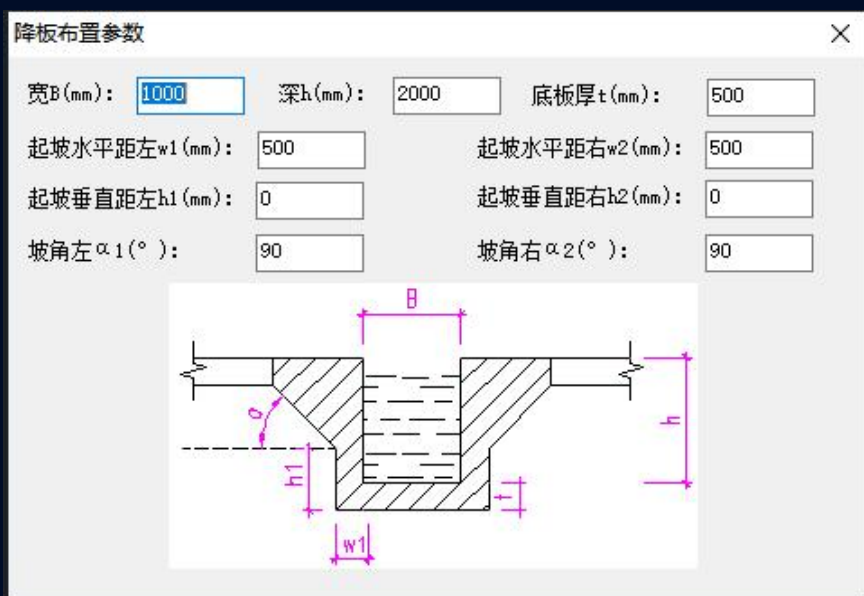 降板布置参数
宽B(mm): 1000 深h(mm): 2000 底板厚t(mm): 500
起坡水平距左w1(mm): 500 起坡水平距右w2(mm): 500
起坡垂直距左h1(mm): 0 起坡垂直距右h2(mm): 0
坡角左α1(°): 90 坡角右α2(°): 90
B
α
h
h1
t
w1